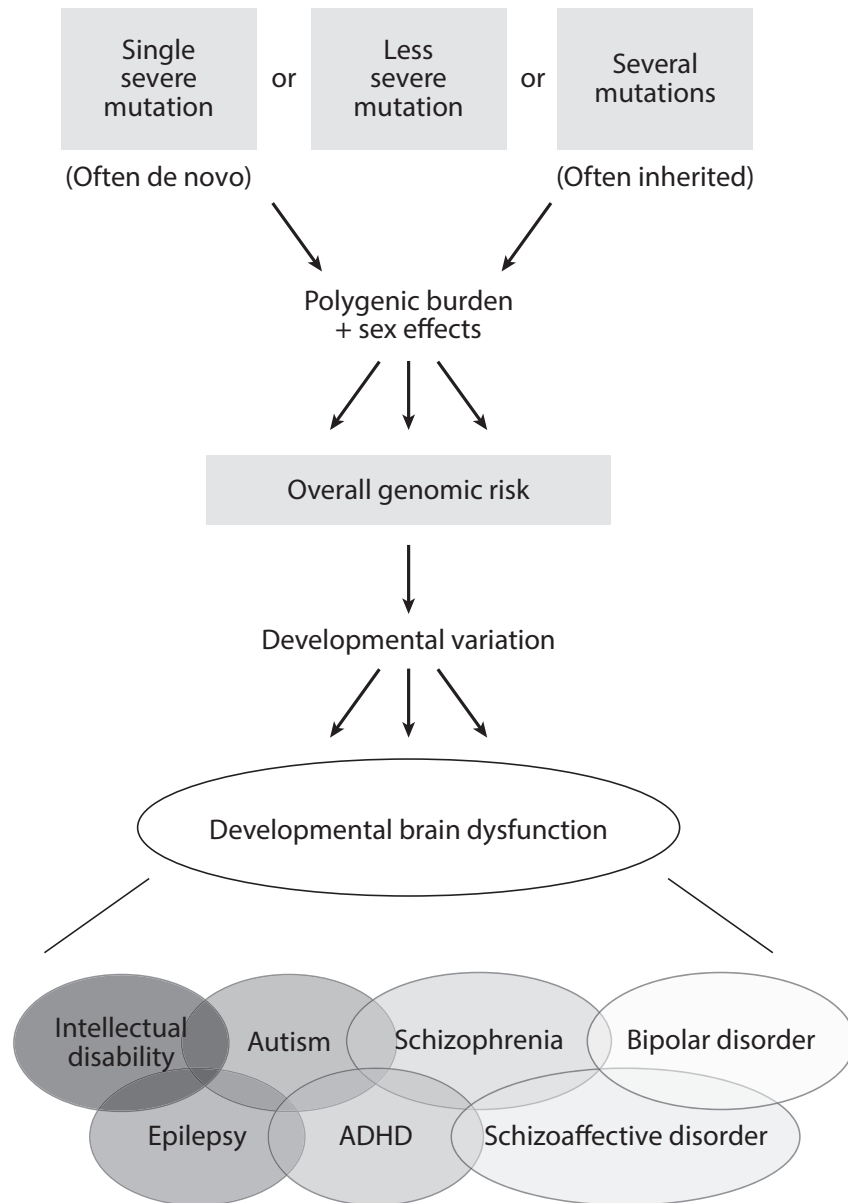 Single
severe
mutation
or
Less
severe
mutation
or
Several
mutations
(Often de novo)
(Often inherited)
Polygenic burden
+ sex effects
Overall genomic risk
Developmental variation
Developmental brain dysfunction
Intellectual
disability
Autism
Schizophrenia
Bipolar disorder
Epilepsy
ADHD
Schizoaffective disorder